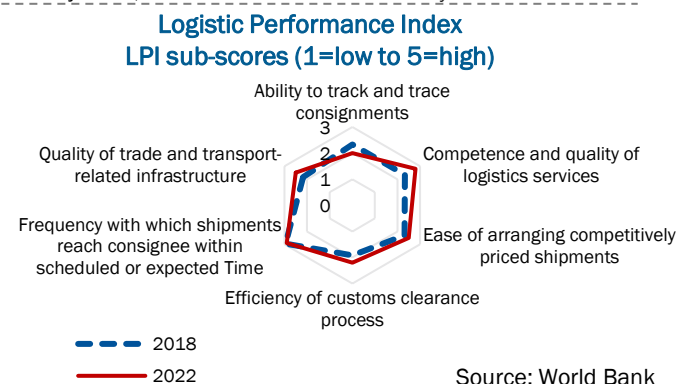 Logistic Performance Index
LPI sub-scores (1=low to 5=high)
Ability to track and trace
consignments
3
2
1
0
Quality of trade and transport-
related infrastructure
Competence and quality of
logistics services
Frequency with which shipments
reach consignee within
scheduled or expected Time
Ease of arranging competitively
priced shipments
Efficiency of customs clearance
process
2018
2022
Source: World Bank